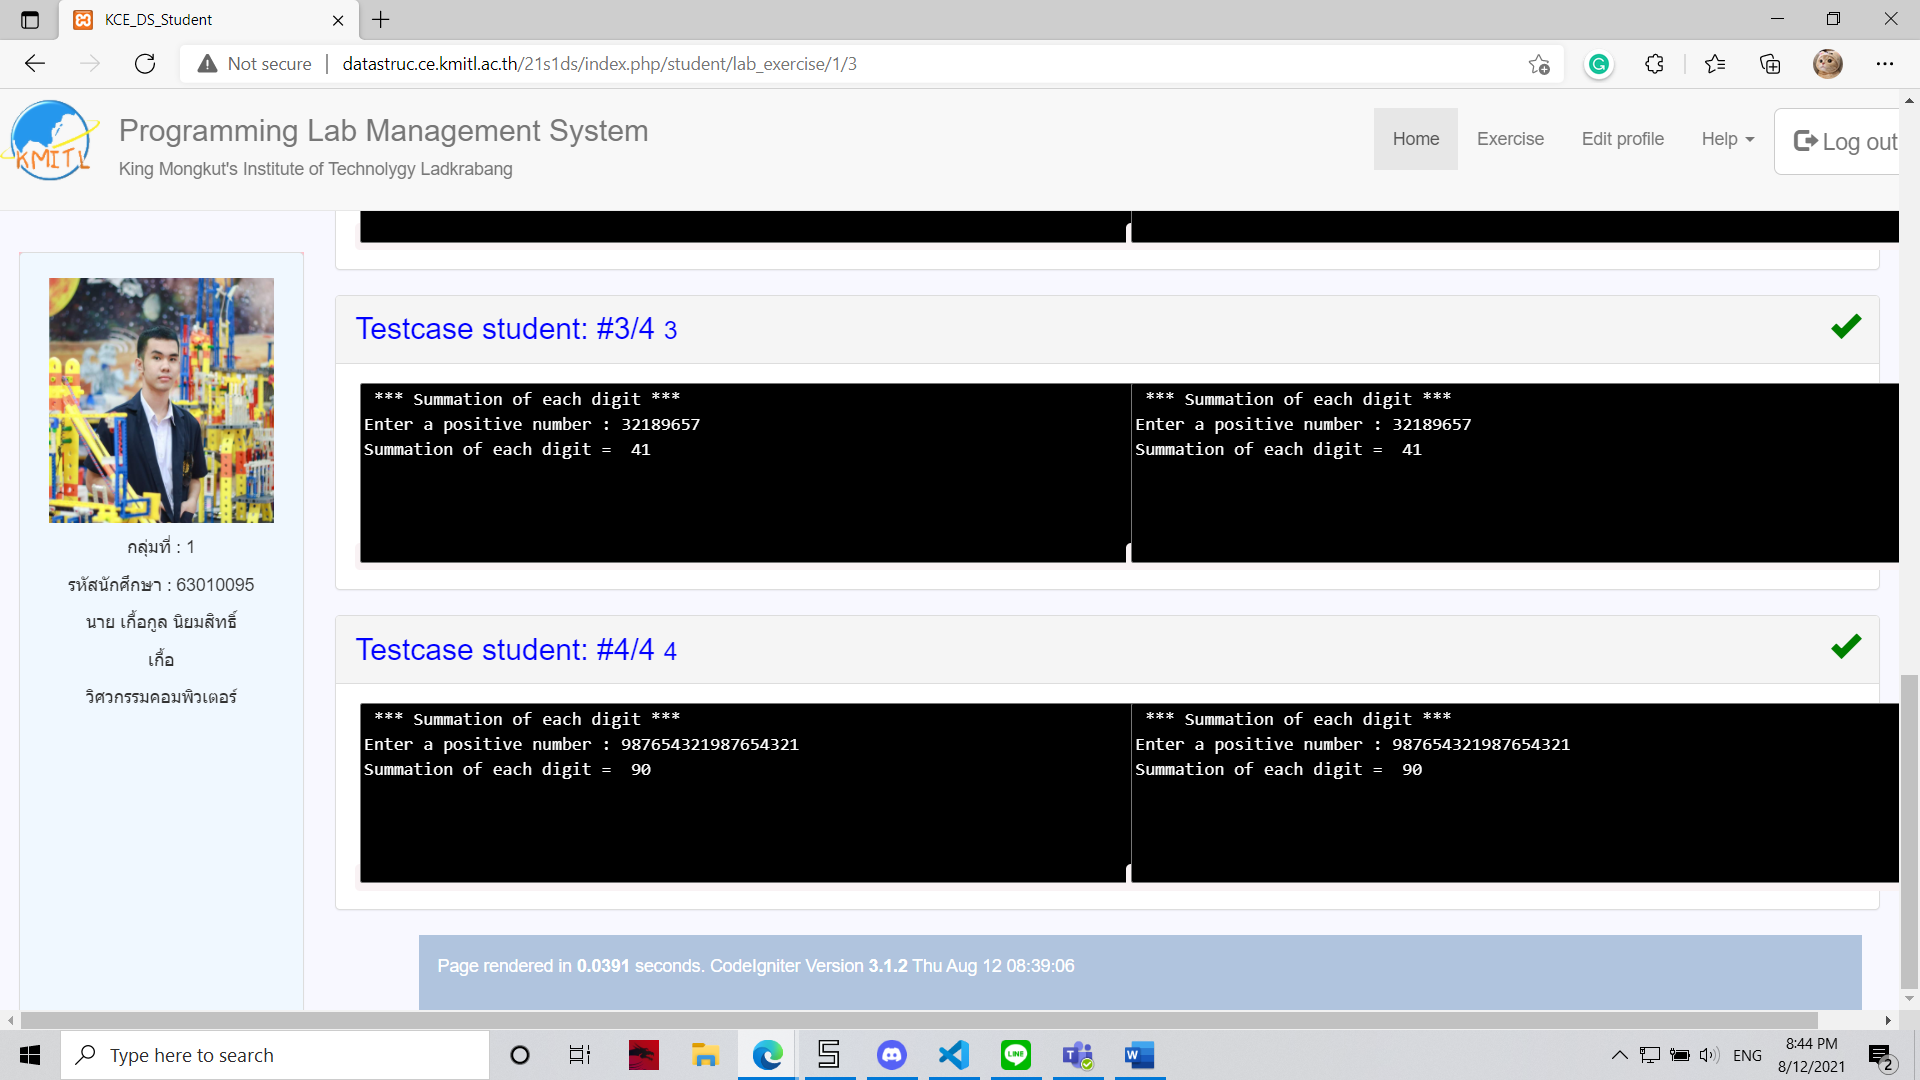 KCE_DS_Student
Not secure
datastruc.ce.kmitl.ac.th/21s1ds/index.php/student/lab_exercise/1/3
KMITL
Programming Lab Management System
King Mongkut's Institute of Technolygy Ladkrabang
Home
Exercise
Edit profile
Help
Log out
กลุ่มที่ : 1
รหัสนักศึกษา : 63010095
นาย เกื้อกูล นิยมสิทธิ์
เกื้อ
วิศวกรรมคอมพิวเตอร์
Testcase student: #3/4 3
*** Summation of each digit ***
Enter a positive number : 32189657
Summation of each digit =  41
*** Summation of each digit ***
Enter a positive number : 32189657
Summation of each digit =  41
Testcase student: #4/4 4
*** Summation of each digit ***
Enter a positive number : 987654321987654321
Summation of each digit =  90
*** Summation of each digit ***
Enter a positive number : 987654321987654321
Summation of each digit =  90
Page rendered in 0.0391 seconds. CodeIgniter Version 3.1.2 Thu Aug 12 08:39:06
Type here to search
LINE
ENG
8:44 PM
8/12/2021
2